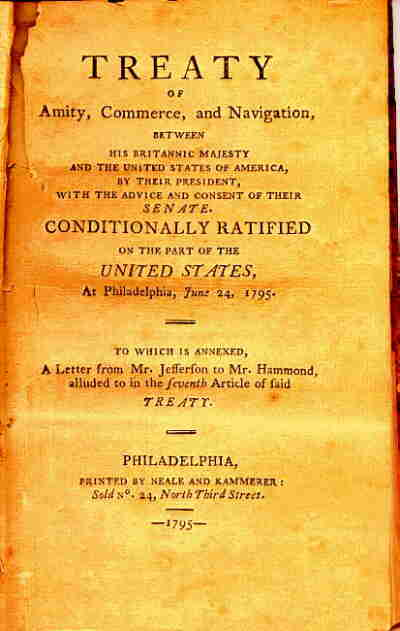 TREATY
OF
Amity, Commerce, and Navigation,
BETWEEN
HIS BRITANNIC MAJESTY
AND THE UNITED STATES OF AMERICA,
BY THEIR PRESIDENT,
WITH THE ADVICE AND CONSENT OF THEIR
SENATE.
CONDITIONALLY RATIFIED
ON THE PART OF THE
UNITED STATES,
At Philadelphia, June 24, 1795.
TO WHICH IS ANNEXED,
A Letter from Mr. Jefferſon to Mr. Hammond,
alluded to in the ſeventh Article of ſaid
TREATY.
PHILADELPHIA,
PRINTED BY NEALE AND KAMMERER:
Sold Nº. 24, North Third Street.
—1795—